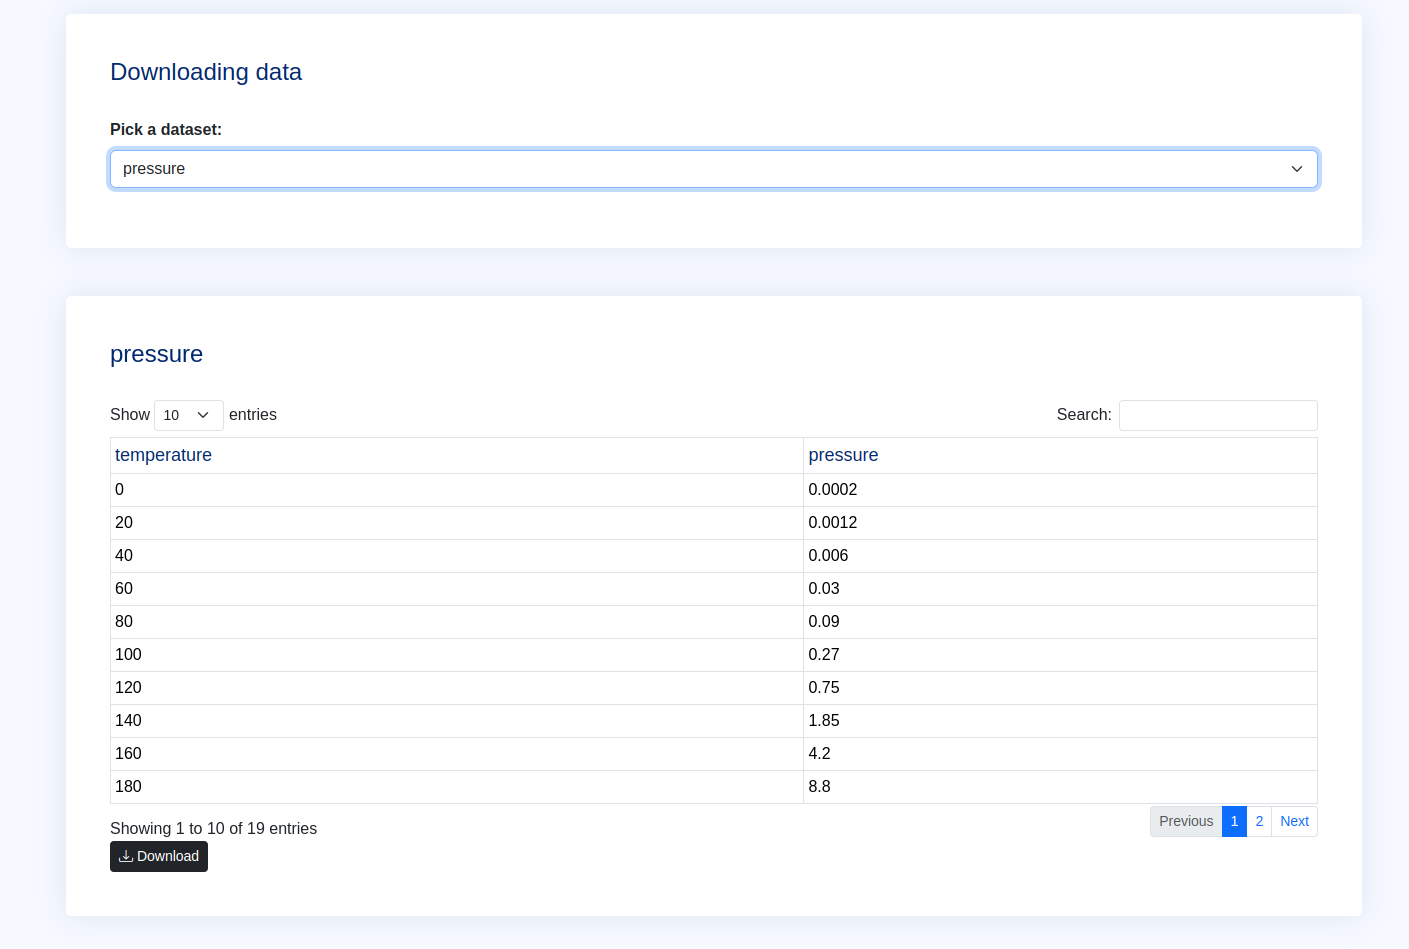 Downloading data
Pick a dataset:
pressure
pressure
Show 10 entries Search:
temperature pressure
0 0.0002
20 0.0012
40 0.006
60 0.03
80 0.09
100 0.27
120 0.75
140 1.85
160 4.2
180 8.8
Showing 1 to 10 of 19 entries Previous 1 2 Next
Download